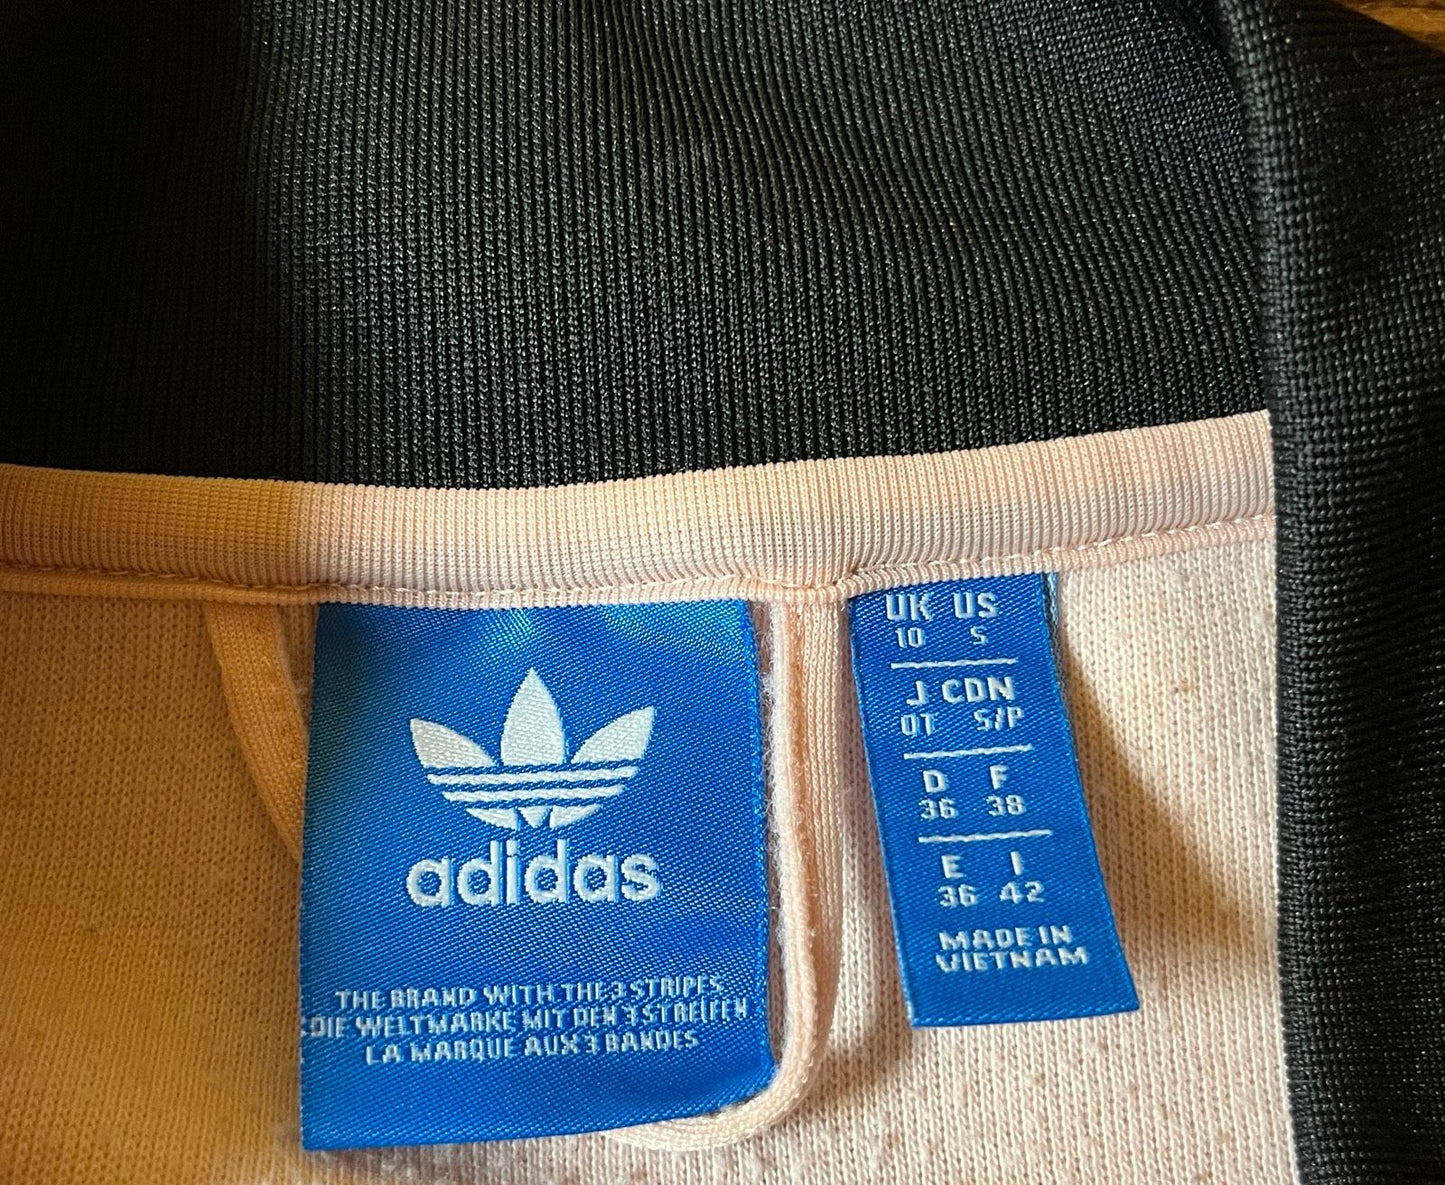 adidas
THE BRAND WITH THE 3 STRIPES
DIE WELTMARKE MIT DEN 3 STREIFEN
LA MARQUE AUX 3 BANDES
UK US
10 S
J CDN
OT S/P
D F
36 38
E I
36 42
MADE IN
VIETNAM